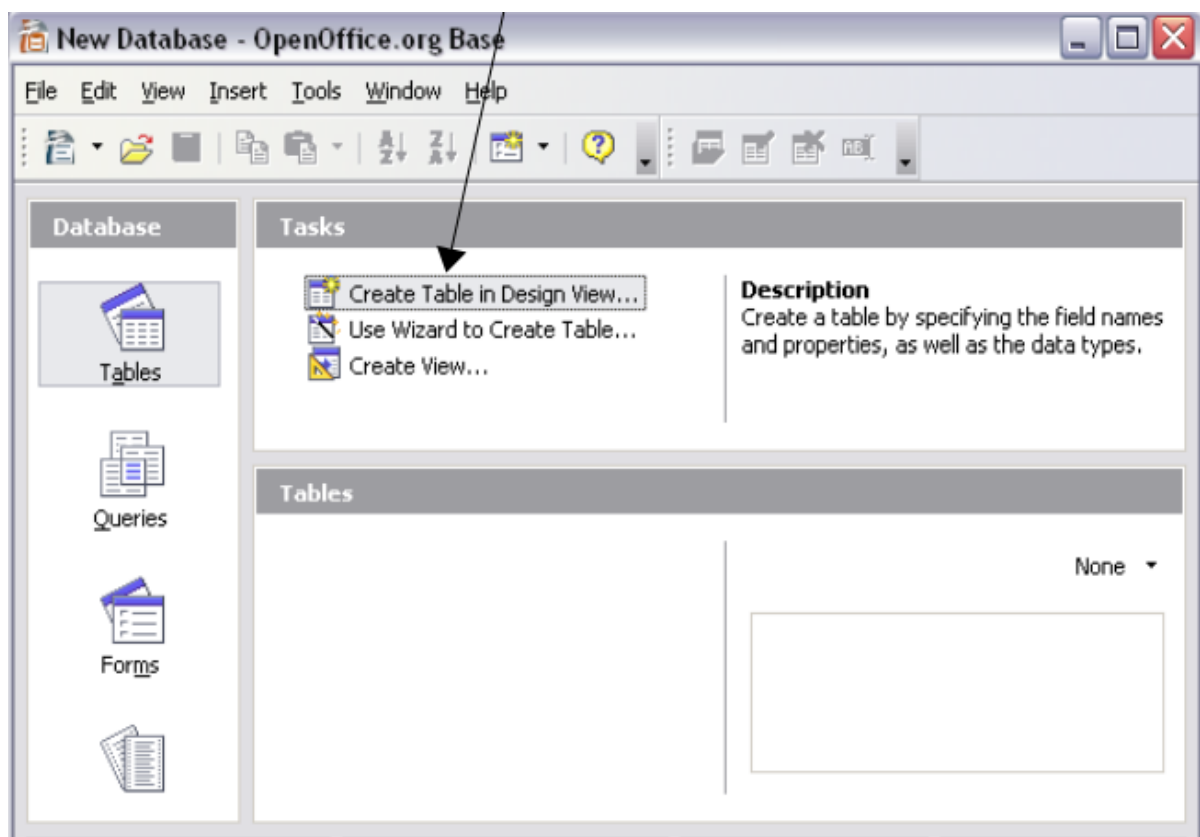 New Database - OpenOffice.org Base
File Edit View Insert Tools Window Help
Database
Tables
Queries
Forms
Tasks
Create Table in Design View...
Use Wizard to Create Table...
Create View...
Description
Create a table by specifying the field names
and properties, as well as the data types.
Tables
None